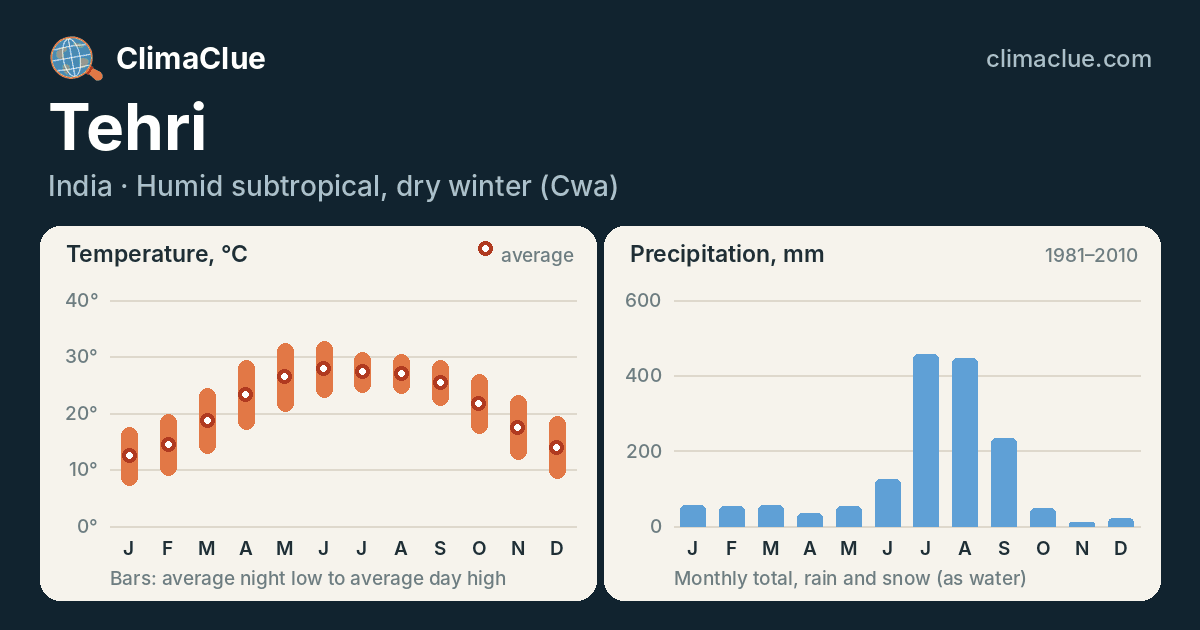 ClimaClue
climaclue.com
Tehri
India · Humid subtropical, dry winter (Cwa)
Temperature, °C
average
40°
30°
20°
10°
0°
J F M A M J J A S O N D
Bars: average night low to average day high
Precipitation, mm
1981–2010
600
400
200
0
J F M A M J J A S O N D
Monthly total, rain and snow (as water)